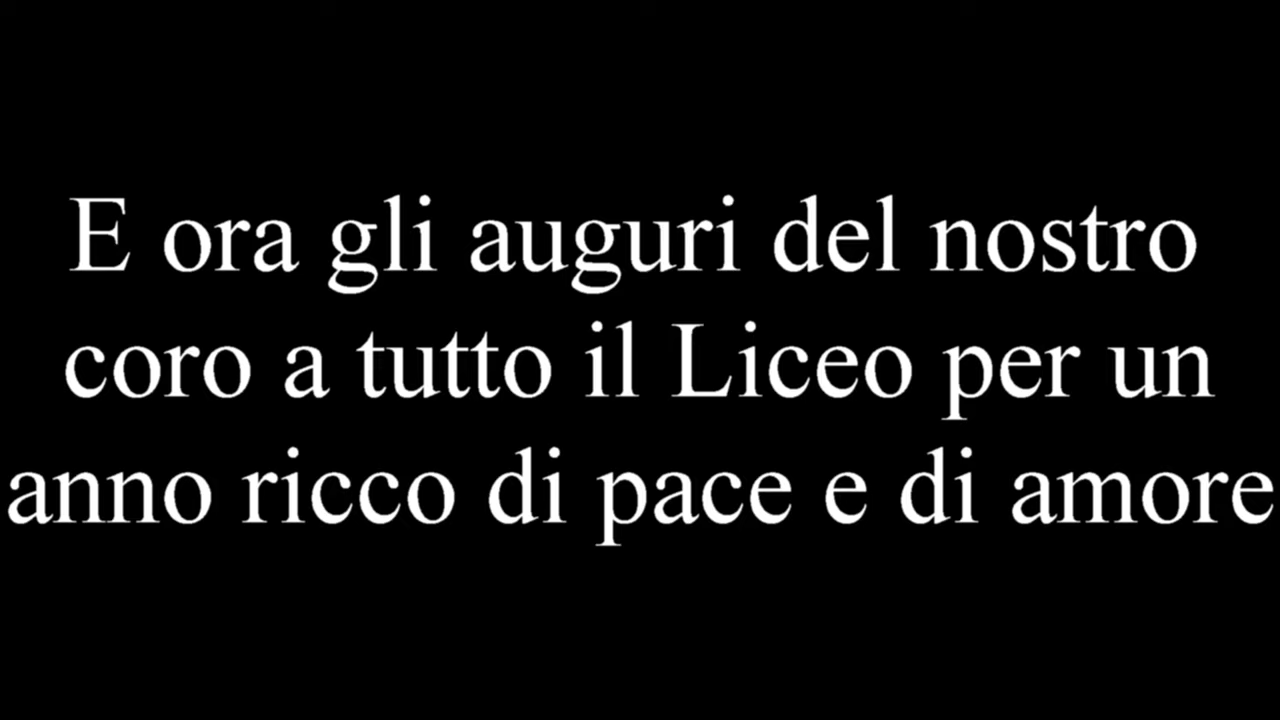 E ora gli auguri del nostro
coro a tutto il Liceo per un
anno ricco di pace e di amore